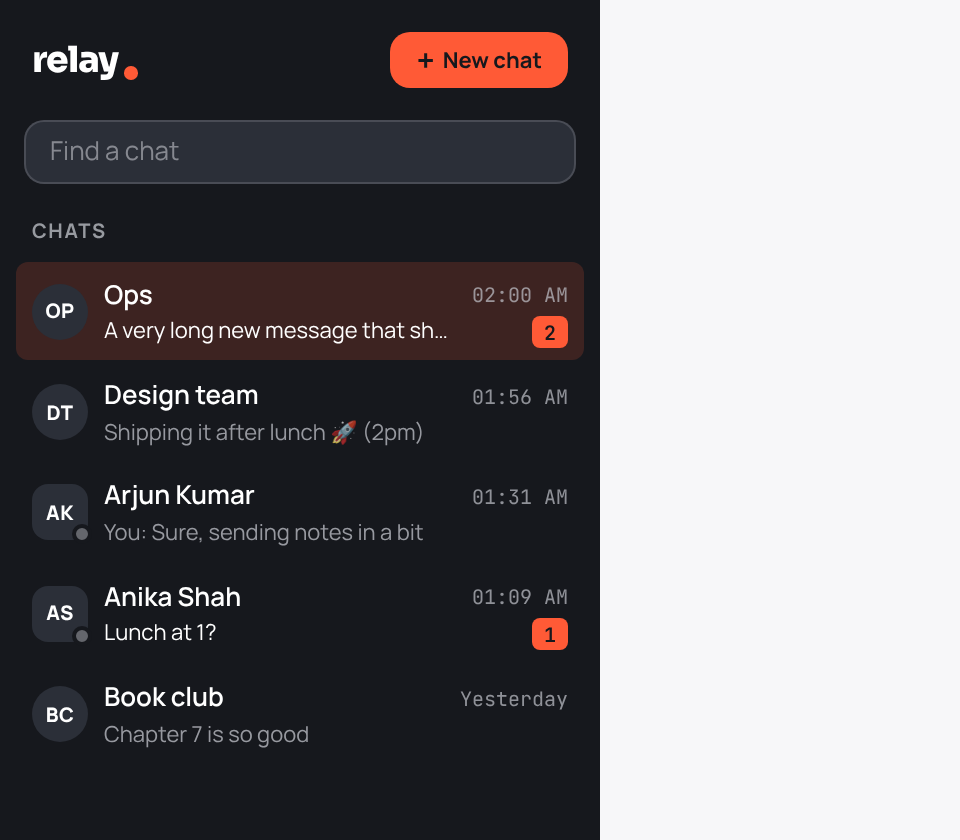 relay.
+ New chat
Find a chat
CHATS
OP Ops 02:00 AM
A very long new message that sh… 2
DT Design team 01:56 AM
Shipping it after lunch 🚀 (2pm)
AK Arjun Kumar 01:31 AM
You: Sure, sending notes in a bit
AS Anika Shah 01:09 AM
Lunch at 1? 1
BC Book club Yesterday
Chapter 7 is so good